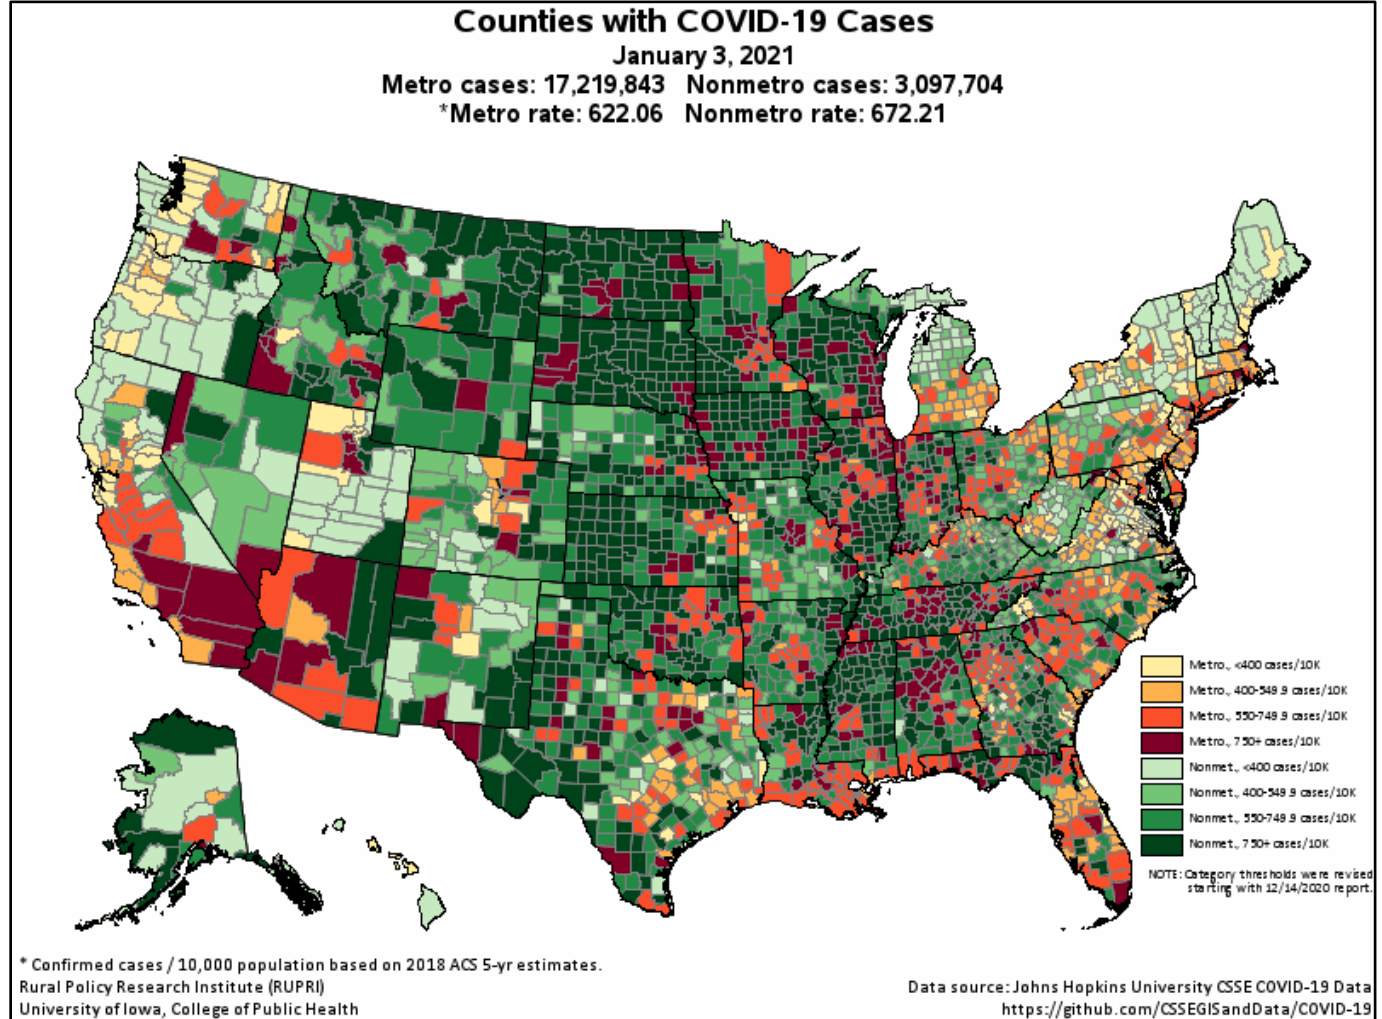 Counties with COVID-19 Cases
January 3, 2021
Metro cases: 17,219,843 Nonmetro cases: 3,097,704
*Metro rate: 622.06 Nonmetro rate: 672.21
Metro., <400 cases/10K
Metro., 400-549.9 cases/10K
Metro., 550-749.9 cases/10K
Metro., 750+ cases/10K
Nonmet., <400 cases/10K
Nonmet., 400-549.9 cases/10K
Nonmet., 550-749.9 cases/10K
Nonmet., 750+ cases/10K
NOTE: Category thresholds were revised
starting with 12/14/2020 report.
* Confirmed cases / 10,000 population based on 2018 ACS 5-yr estimates.
Rural Policy Research Institute (RUPRI)
University of Iowa, College of Public Health
Data source: Johns Hopkins University CSSE COVID-19 Data
https://github.com/CSSEGISandData/COVID-19